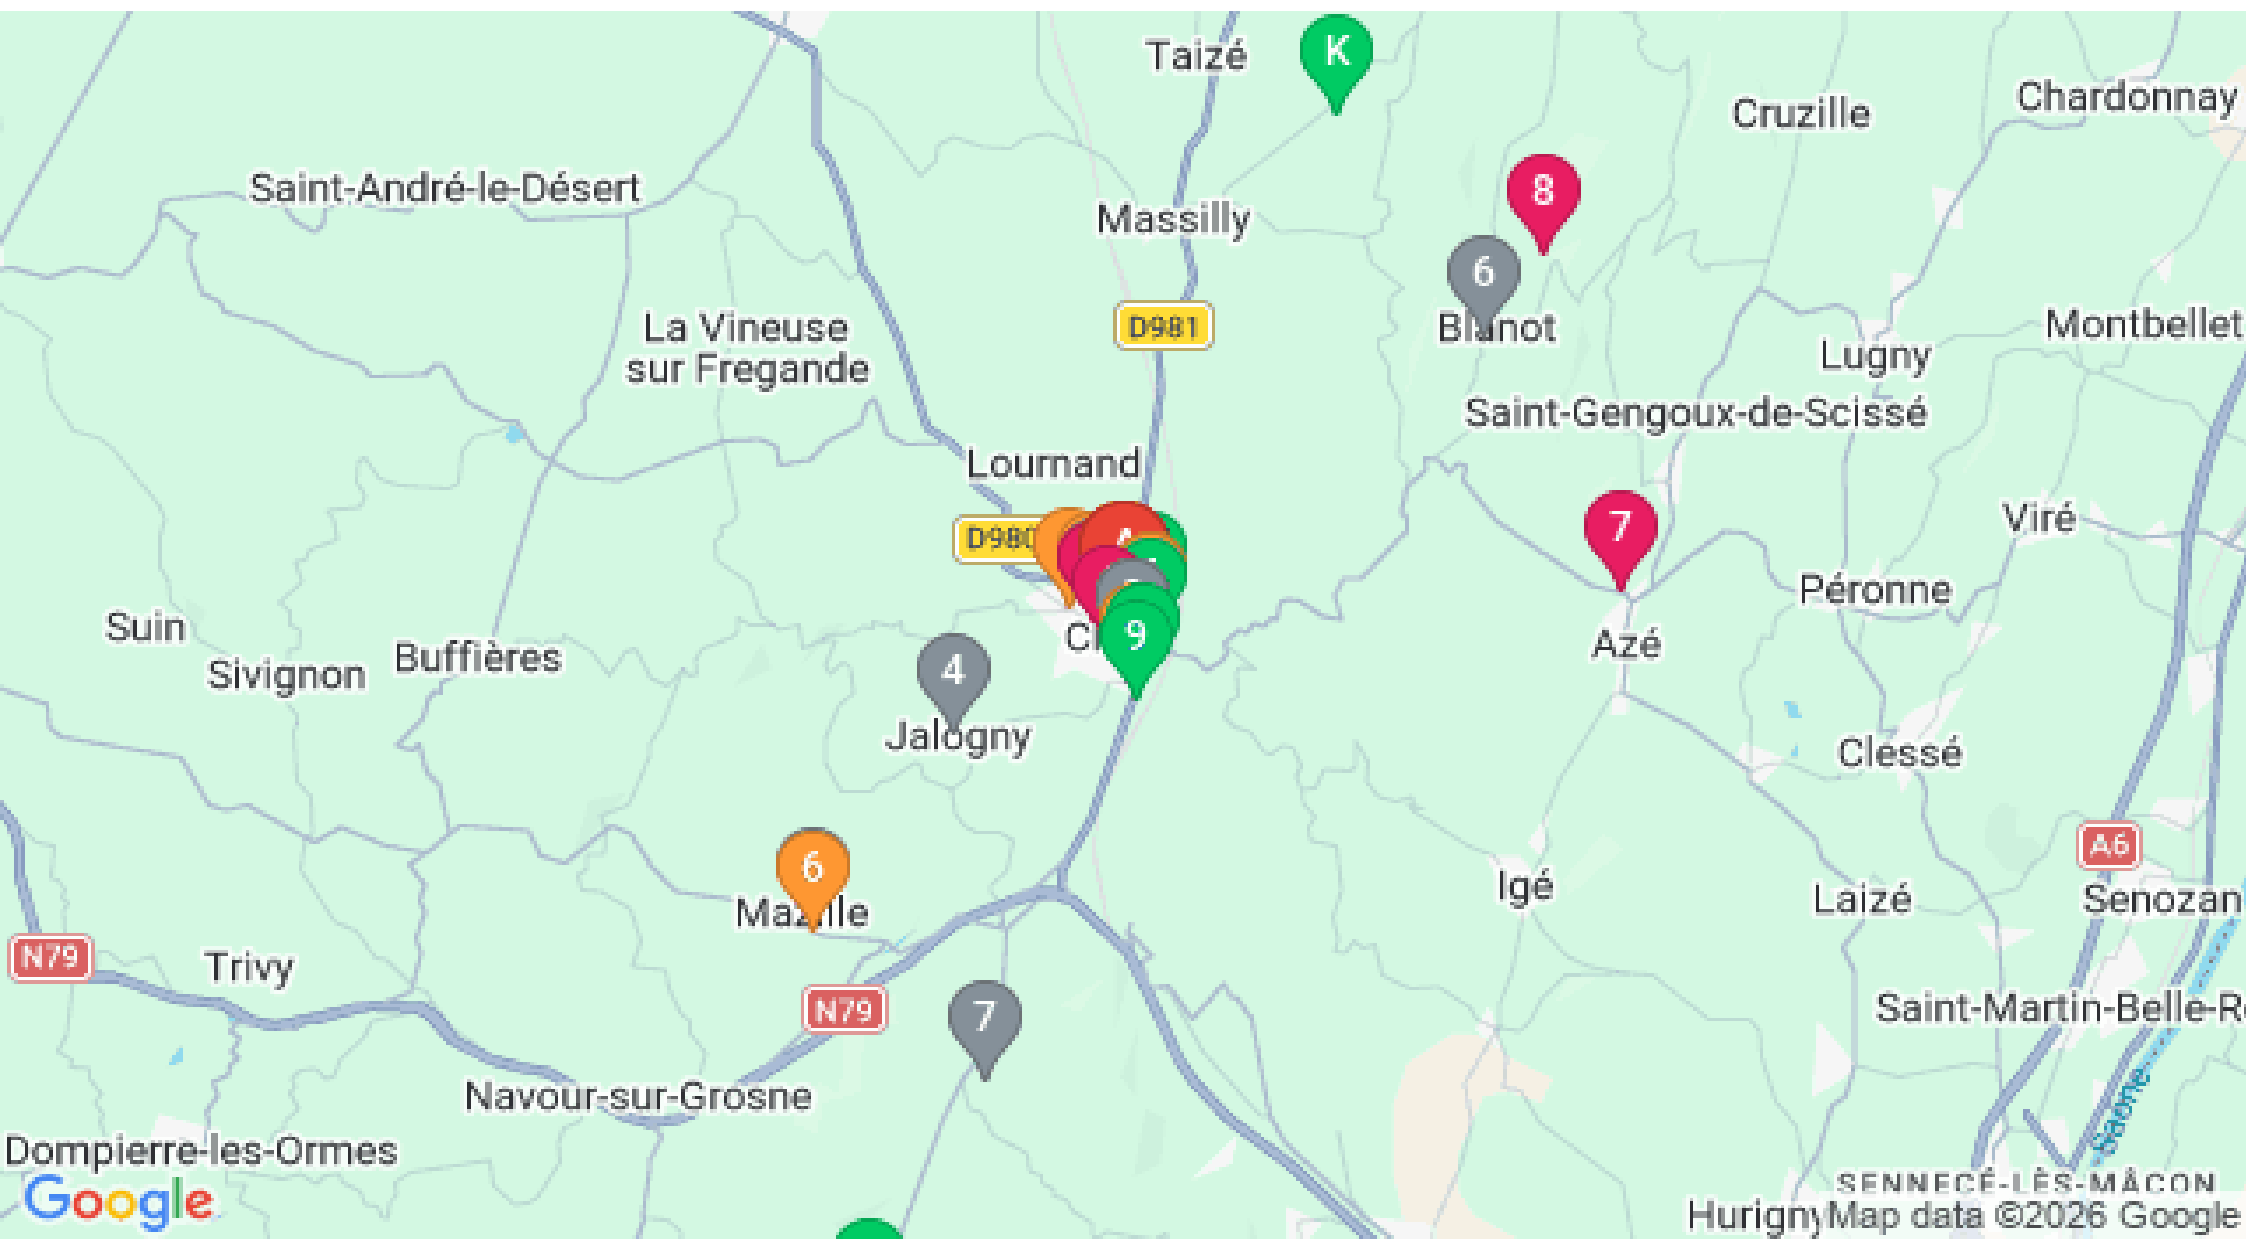 Taizé
K
Chardonnay
Cruzille
Saint-André-le-Désert
8
Massilly
6
La Vineuse
sur Fregande
D981
Montbellet
Lugny
Saint-Gengoux-de-Scissé
Lournand
Viré
7
D980
Péronne
Suin
9
Azé
Buffières
Sivignon
4
Jalogny
Clessé
A6
6
Igé
Laizé
Senozan
Mazille
N79
Trivy
N79
7
Saint-Martin-Belle-R
Navour-sur-Grosne
Saône
Dompierre-les-Ormes
SENNECÉ-LÈS-MÂCON
Google
Hurigny
Map data ©2026 Google